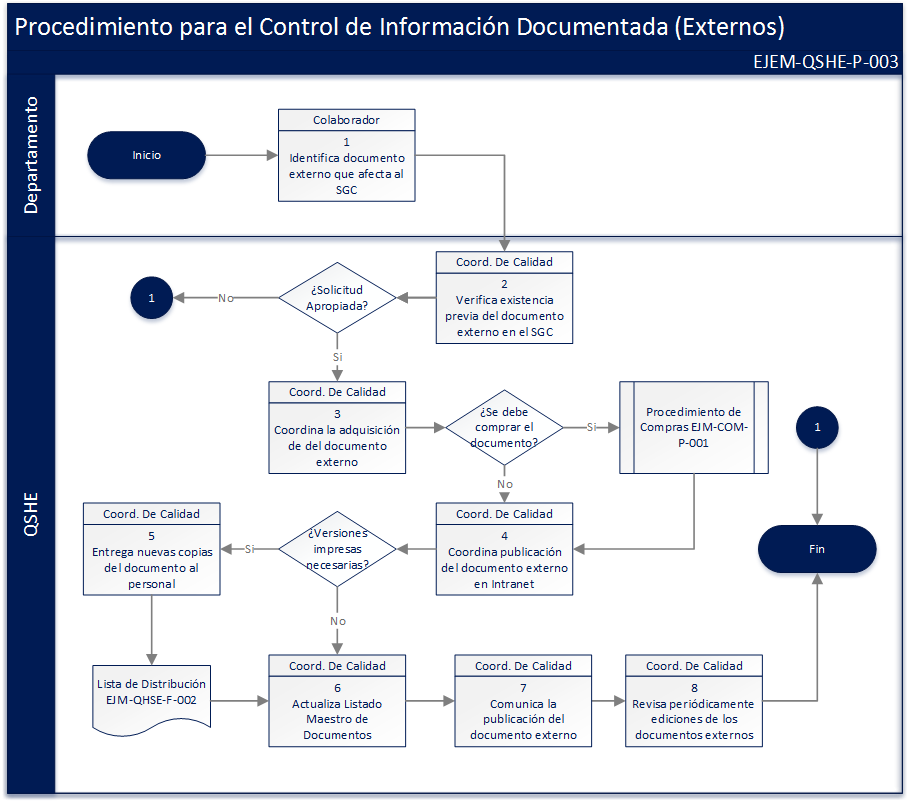 Procedimiento para el Control de Información Documentada (Externos)
EJEM-QSHE-P-003
Departamento
Inicio
Colaborador
1
Identifica documento
externo que afecta al
SGC
QSHE
Coord. De Calidad
2
Verifica existencia
previa del documento
externo en el SGC
¿Solicitud
Apropiada?
No
1
Si
Coord. De Calidad
3
Coordina la adquisición
de del documento
externo
¿Se debe
comprar el
documento?
Si
Procedimiento de
Compras EJM-COM-
P-001
1
No
Coord. De Calidad
4
Coordina publicación
del documento externo
en Intranet
¿Versiones
impresas
necesarias?
Si
Coord. De Calidad
5
Entrega nuevas copias
del documento al
personal
Fin
No
Lista de Distribución
EJM-QHSE-F-002
Coord. De Calidad
6
Actualiza Listado
Maestro de
Documentos
Coord. De Calidad
7
Comunica la
publicación del
documento externo
Coord. De Calidad
8
Revisa periódicamente
ediciones de los
documentos externos